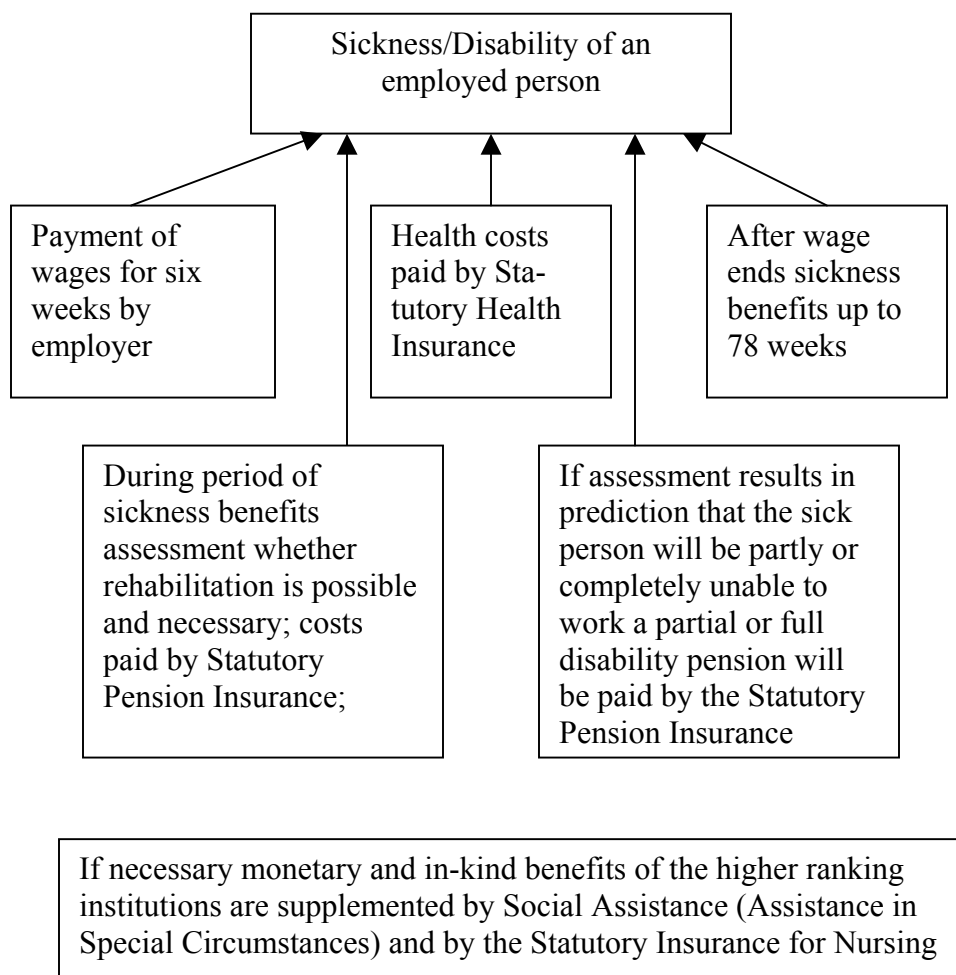 Sickness/Disability of an
employed person
Payment of
wages for six
weeks by
employer
Health costs
paid by Sta-
tutory Health
Insurance
After wage
ends sickness
benefits up to
78 weeks
During period of
sickness benefits
assessment whether
rehabilitation is possible
and necessary; costs
paid by Statutory
Pension Insurance;
If assessment results in
prediction that the sick
person will be partly or
completely unable to
work a partial or full
disability pension will
be paid by the Statutory
Pension Insurance
If necessary monetary and in-kind benefits of the higher ranking
institutions are supplemented by Social Assistance (Assistance in
Special Circumstances) and by the Statutory Insurance for Nursing